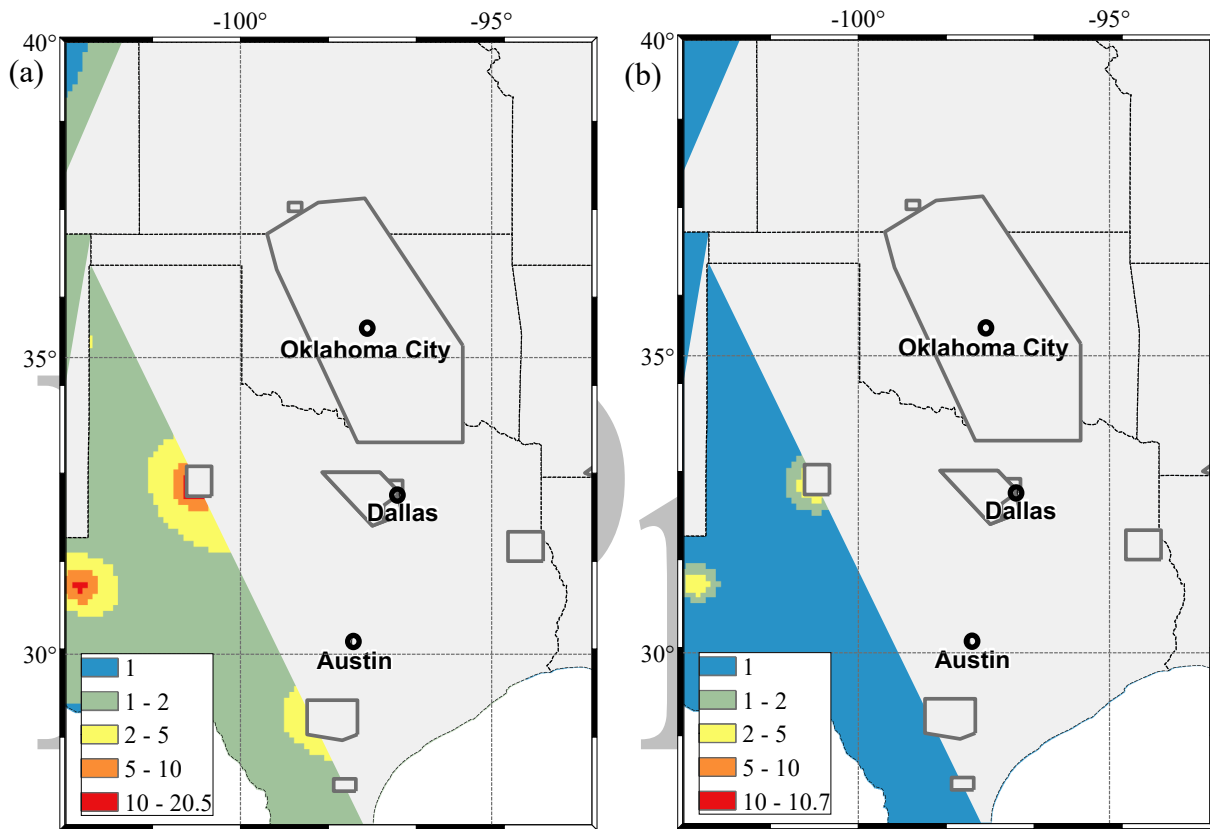 -100° -95°
40°
(a)
35°
30°
Oklahoma City
Dallas
Austin
1
1 - 2
2 - 5
5 - 10
10 - 20.5
-100° -95°
40°
(b)
35°
30°
Oklahoma City
Dallas
Austin
1
1 - 2
2 - 5
5 - 10
10 - 10.7